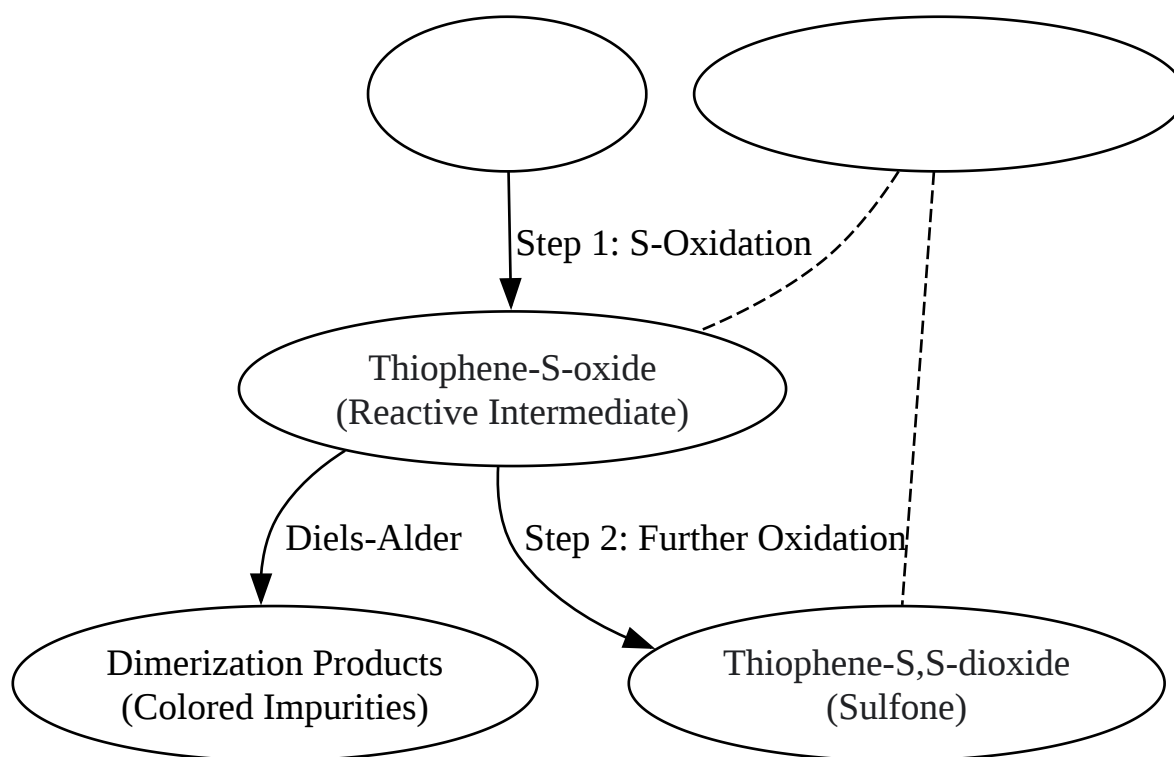 Step 1: S-Oxidation
Thiophene-S-oxide
(Reactive Intermediate)
Diels-Alder
Step 2: Further Oxidation
Dimerization Products
(Colored Impurities)
Thiophene-S,S-dioxide
(Sulfone)